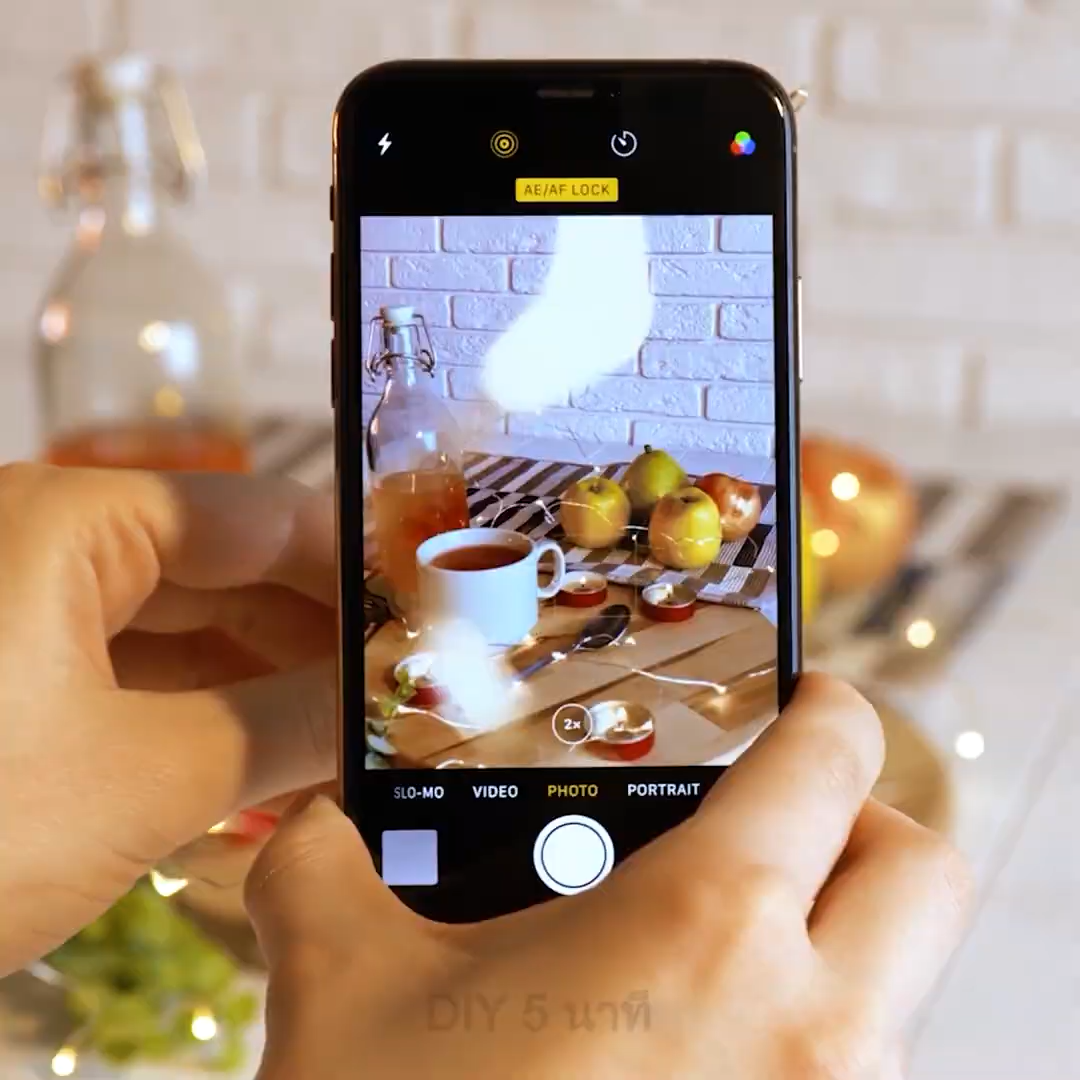 AE/AF LOCK
2x
SLO-MO VIDEO PHOTO PORTRAIT
DIY 5 นาที